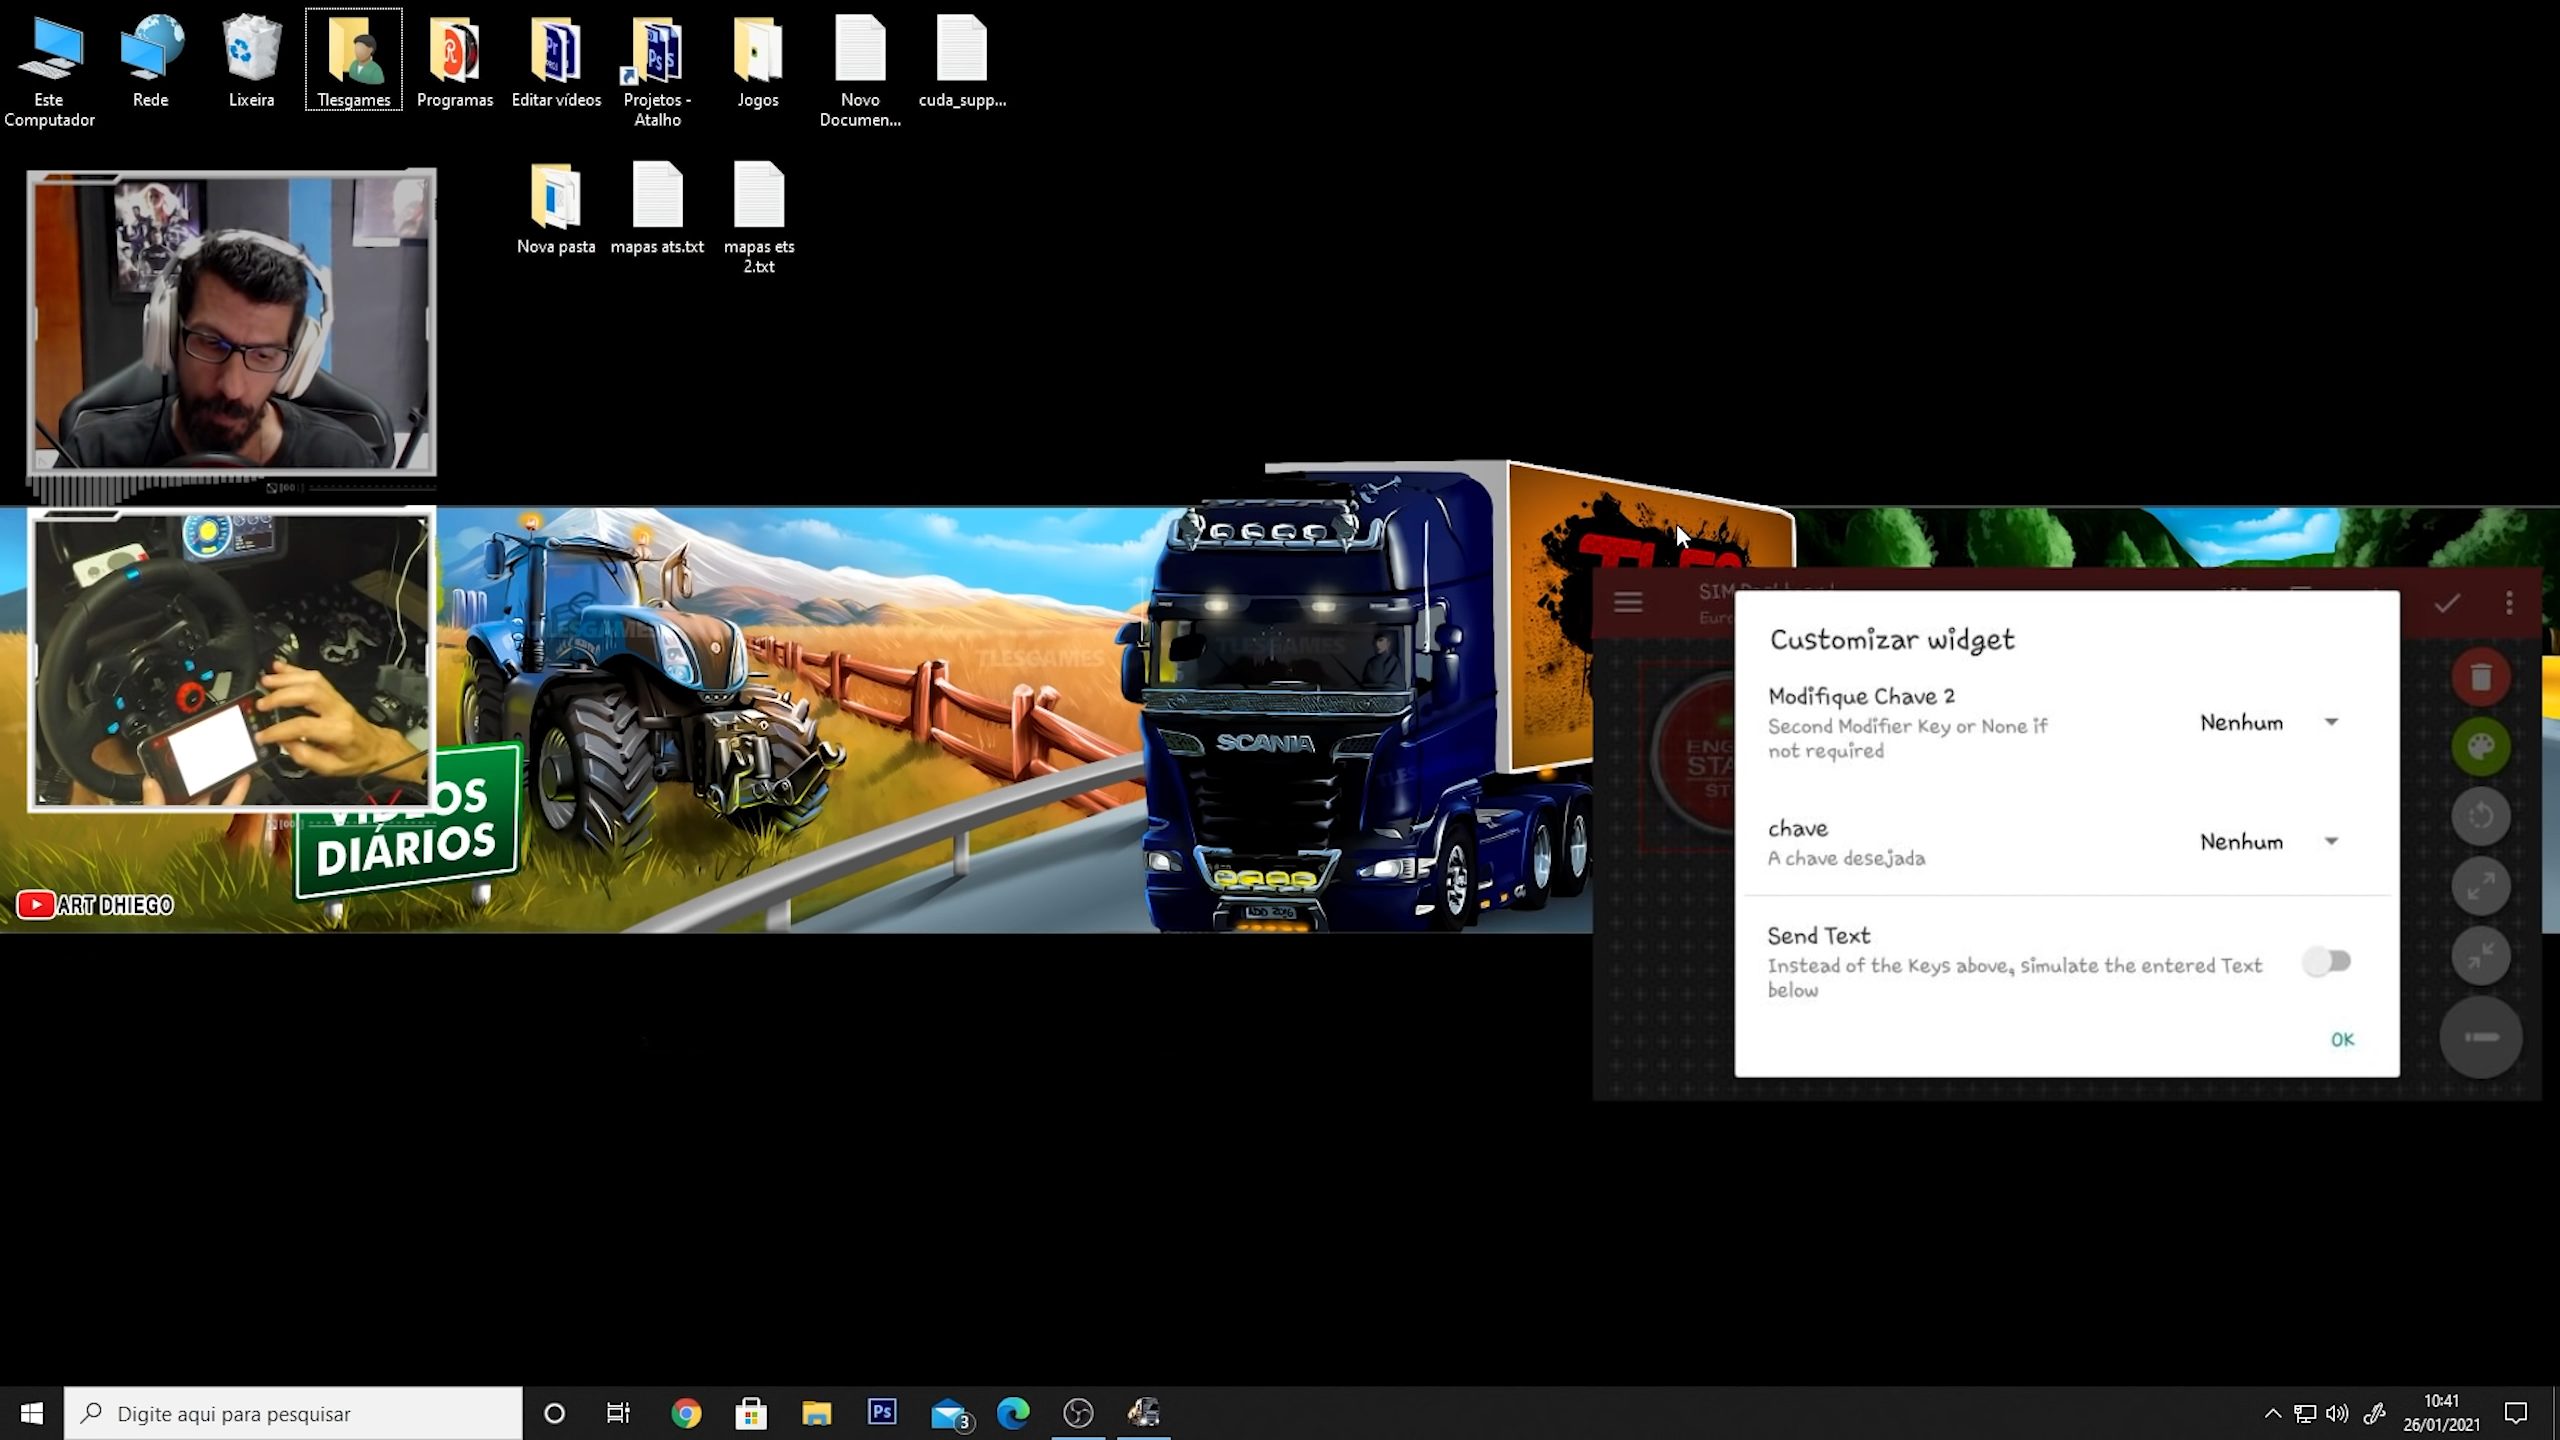 Este
Computador
Rede
Lixeira
Tlesgames
Programas
Editar vídeos
Projetos -
Atalho
Jogos
Novo
Documen...
cuda_supp...
Nova pasta
mapas ats.txt
mapas ets
2.txt
TLESGAMES
SCANIA
DIÁRIOS
ART DHIEGO
Customizar widget
Modifique Chave 2
Second Modifier Key or None if
not required
Nenhum
chave
A chave desejada
Nenhum
Send Text
Instead of the Keys above, simulate the entered Text
below
OK
Digite aqui para pesquisar
Ps
3
10:41
26/01/2021